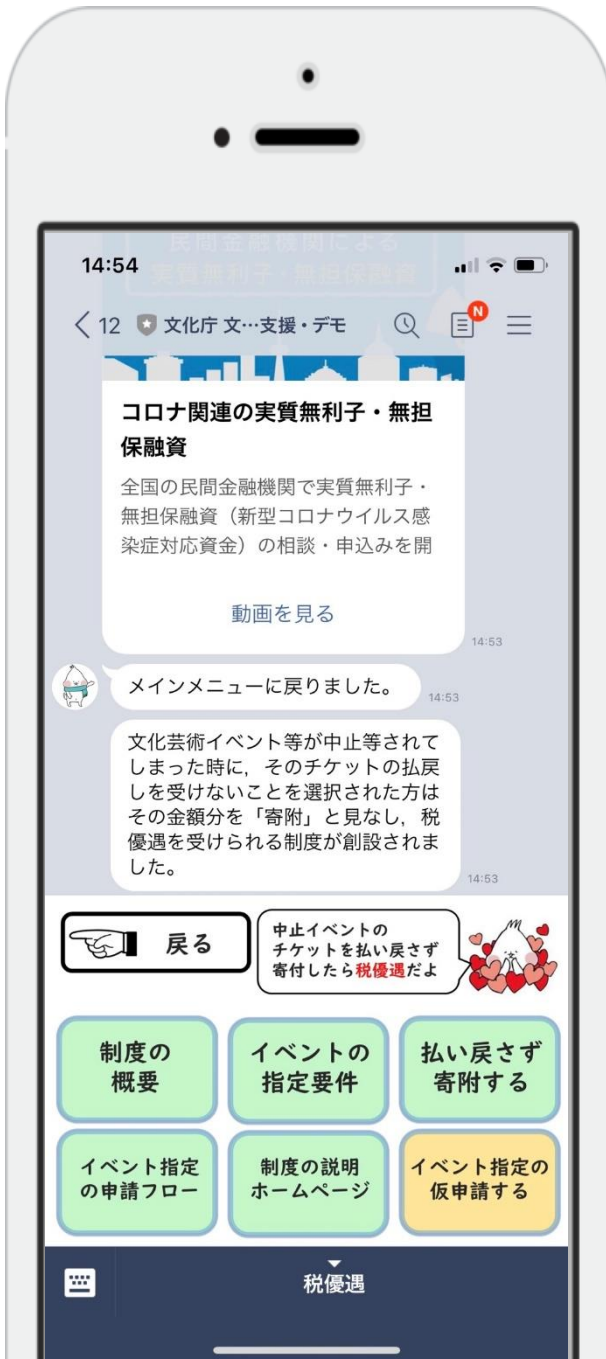 民間金融機関による
実質無利子・無担保融資
14:54
12 文化庁 文…支援・デモ
N
コロナ関連の実質無利子・無担
保融資
全国の民間金融機関で実質無利子・
無担保融資（新型コロナウイルス感
染症対応資金）の相談・申込みを開
動画を見る
14:53
メインメニューに戻りました。
14:53
文化芸術イベント等が中止等されて
しまった時に，そのチケットの払戻
しを受けないことを選択された方は
その金額分を「寄附」と見なし，税
優遇を受けられる制度が創設されま
した。
14:53
戻る
中止イベントの
チケットを払い戻さず
寄付したら税優遇だよ
制度の
概要
イベントの
指定要件
払い戻さず
寄附する
イベント指定
の申請フロー
制度の説明
ホームページ
イベント指定の
仮申請する
税優遇